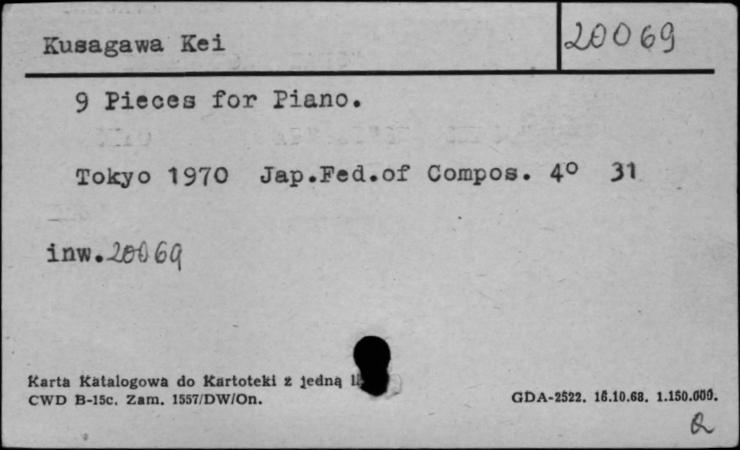 Kusagawa Kei 20069
9 Pieces for Piano.
Tokyo 1970 Jap.Fed.of Compos. 4° 31
inw.20069
Karta Katalogowa do Kartoteki z jedną
CWD B-15c. Zam. 1557/DW/On. GDA-2522. 16.10.68. 1.150.000.